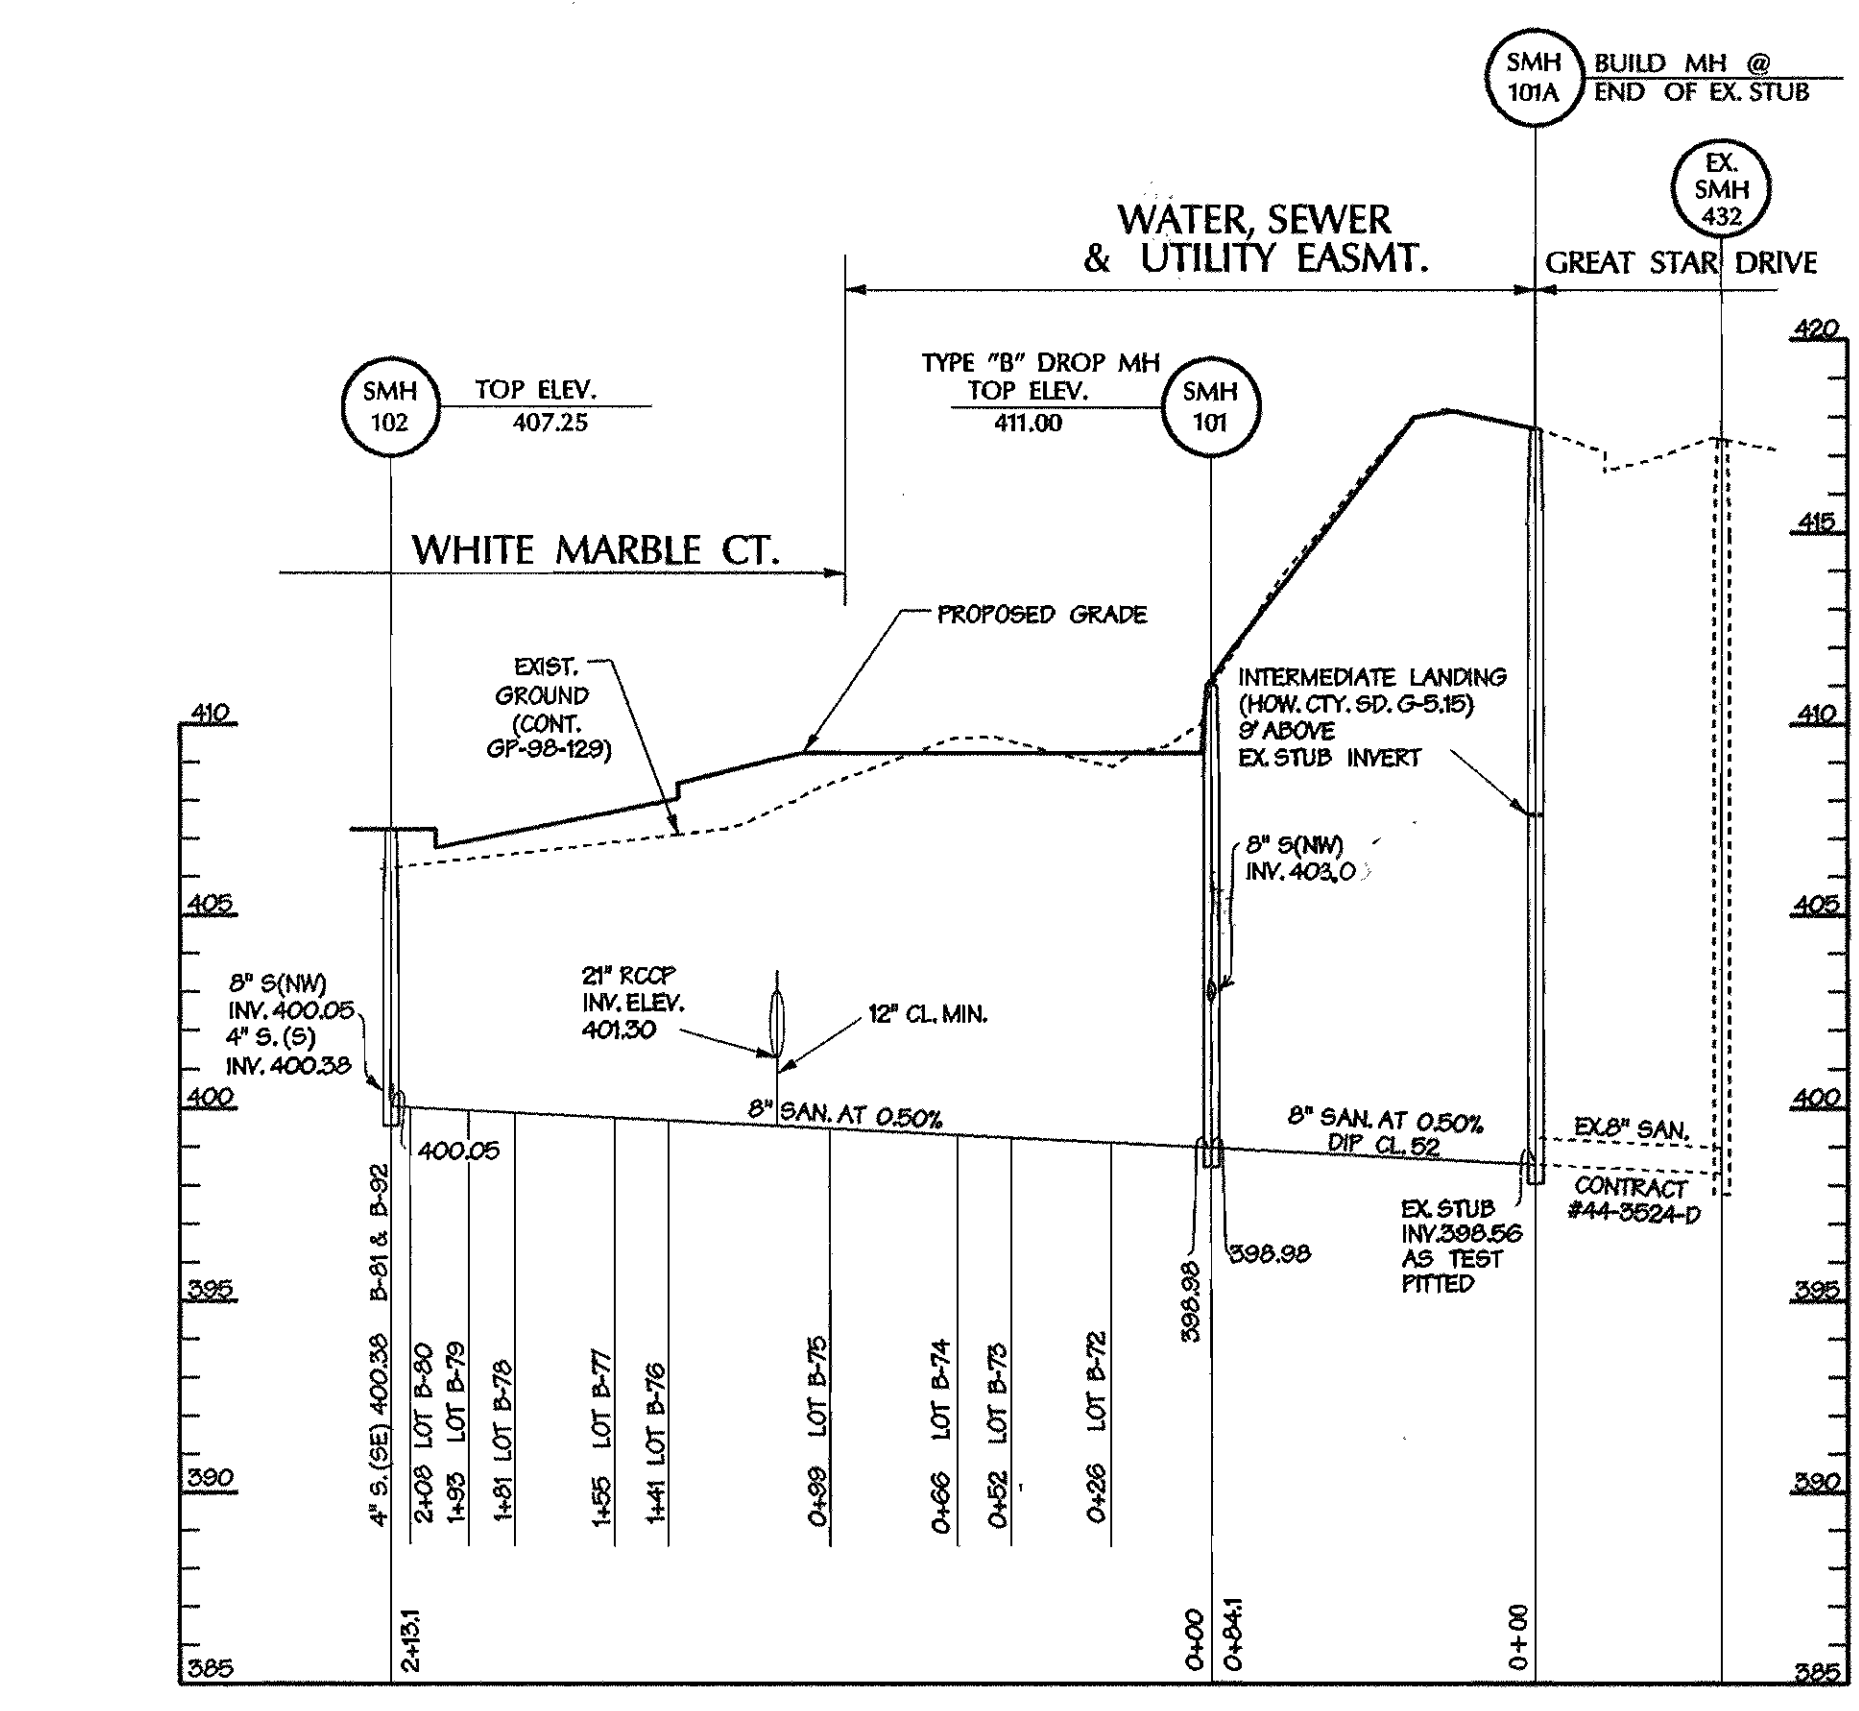 SMH
101A
BUILD MH @
END OF EX. STUB
EX.
SMH
432
WATER, SEWER
& UTILITY EASMT.
GREAT STAR DRIVE
SMH
102
TOP ELEV.
407.25
TYPE "B" DROP MH
TOP ELEV.
411.00
SMH
101
WHITE MARBLE CT.
PROPOSED GRADE
EXIST.
GROUND
(CONT.
GP-98-129)
INTERMEDIATE LANDING
(HOW. CTY. SD. G-5.15)
9' ABOVE
EX. STUB INVERT
8" S(NW)
INV. 403.0
8" S(NW)
INV. 400.05
4" S. (S)
INV. 400.38
21" RCCP
INV. ELEV.
401.30
12" CL. MIN.
400.05
8" SAN. AT 0.50%
8" SAN. AT 0.50%
DIP CL. 52
EX.8" SAN.
CONTRACT
#44-3524-D
EX. STUB
INV.398.56
AS TEST
PITTED
398.98
398.98
4" S.(SE) 400.38 B-81 & B-92
2+08 LOT B-80
1+93 LOT B-79
1+81 LOT B-78
1+55 LOT B-77
1+41 LOT B-76
0+99 LOT B-75
0+66 LOT B-74
0+52 LOT B-73
0+26 LOT B-72
2+13.1
0+00
0+84.1
0+00
410
405
400
395
390
385
420
415
410
405
400
395
390
385